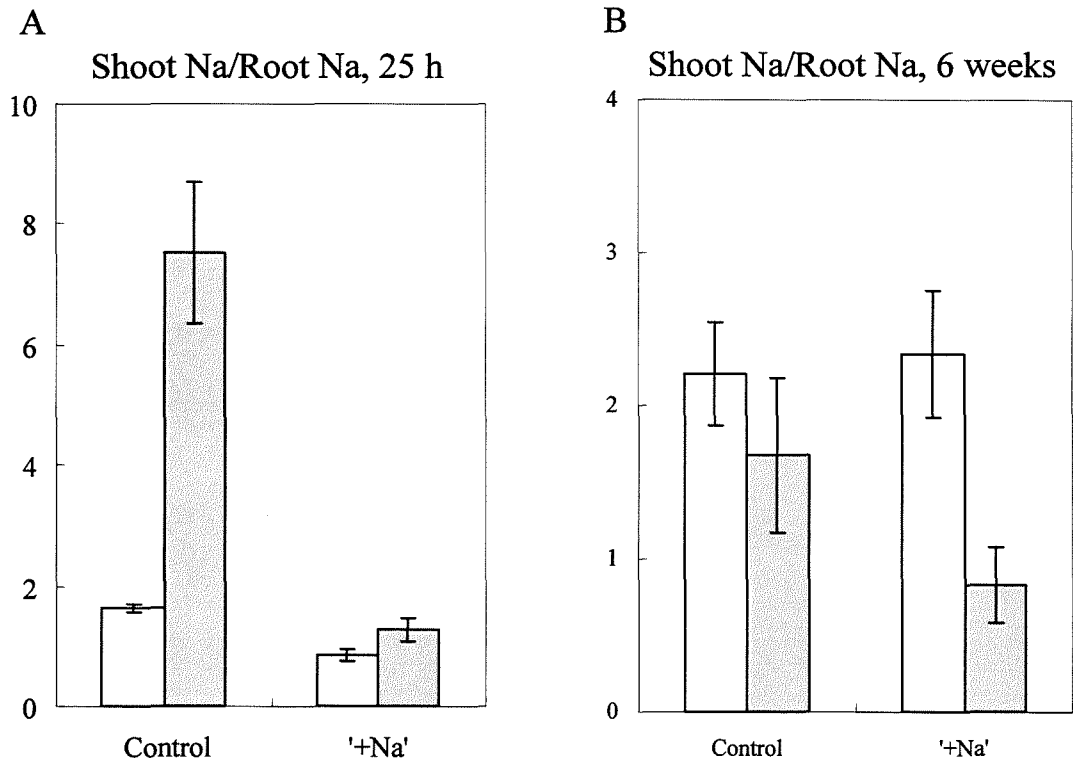 A
Shoot Na/Root Na, 25 h
10
8
6
4
2
0
Control '+Na'
B
Shoot Na/Root Na, 6 weeks
4
3
2
1
0
Control '+Na'